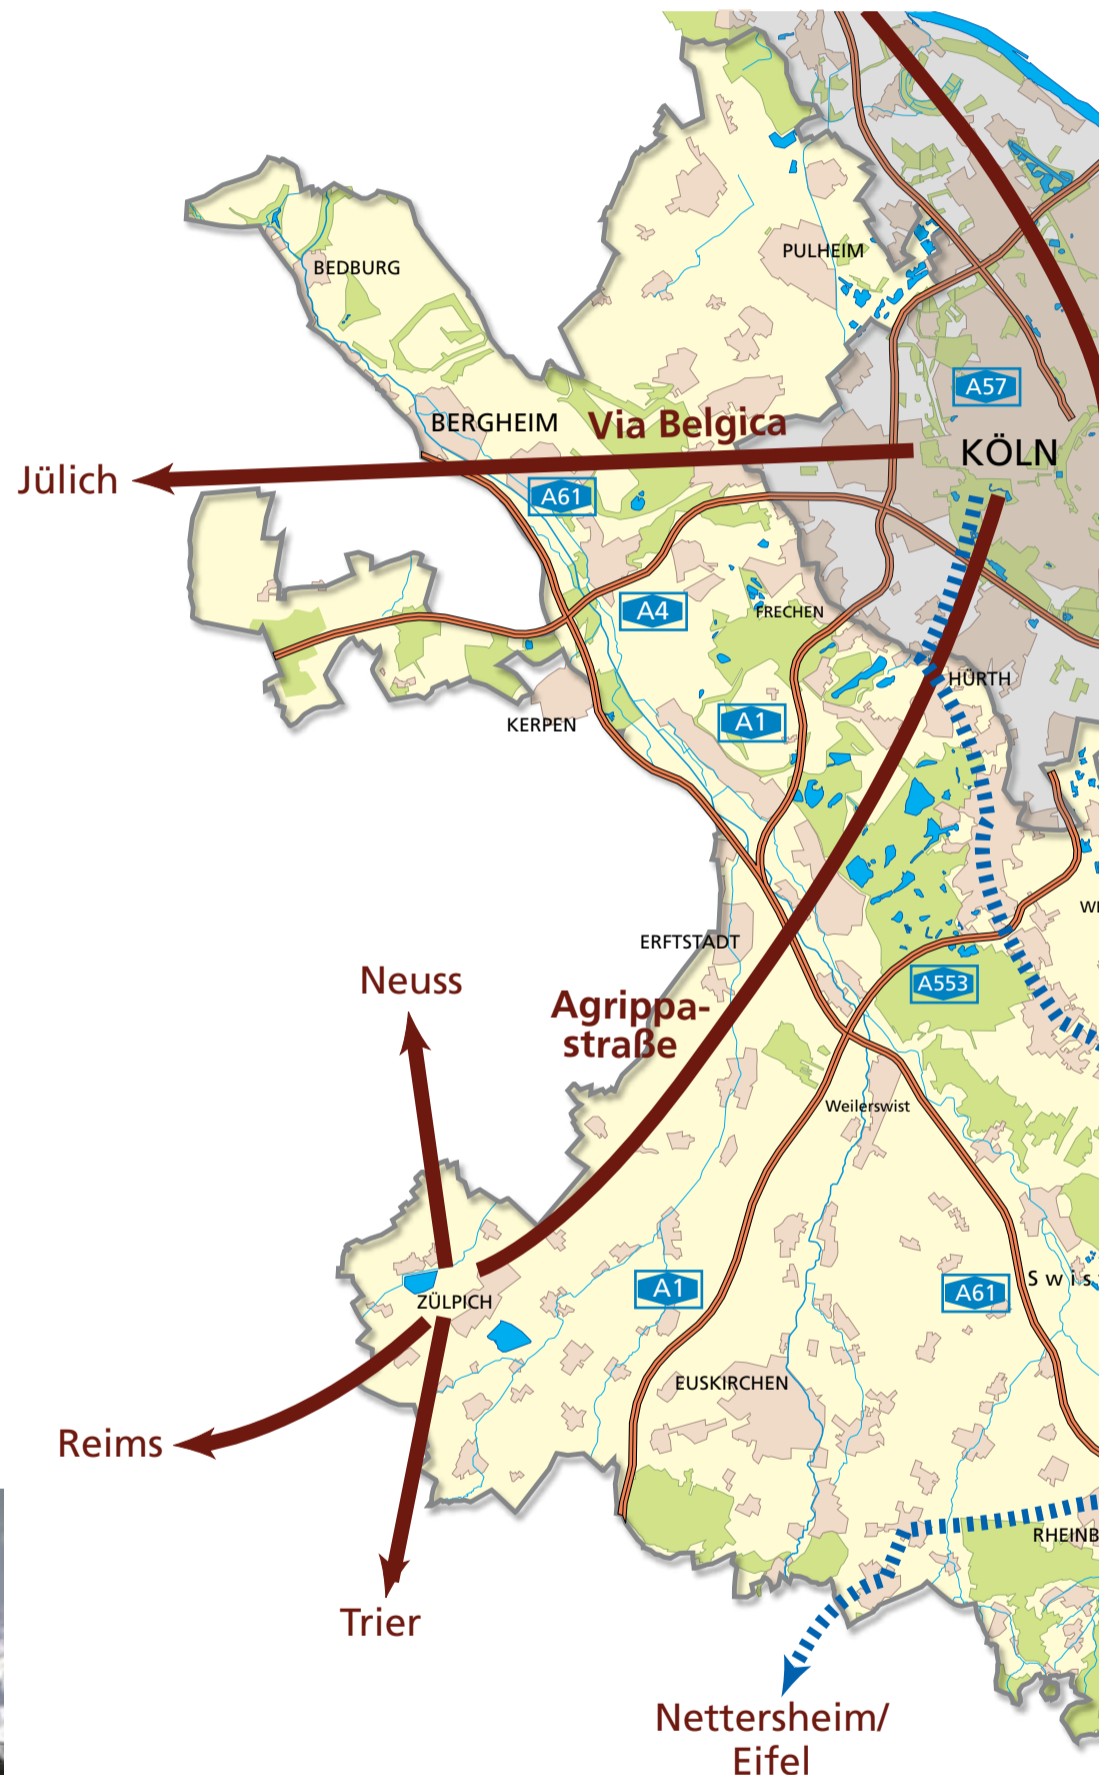 PULHEIM
BEDBURG
A57
BERGHEIM
Via Belgica
KÖLN
Jülich
A61
A4
FRECHEN
HÜRTH
A1
KERPEN
ERFTSTADT
Neuss
A553
Agrippa-
straße
Weilerswist
A1
A61
ZÜLPICH
EUSKIRCHEN
Reims
Trier
Nettersheim/
Eifel